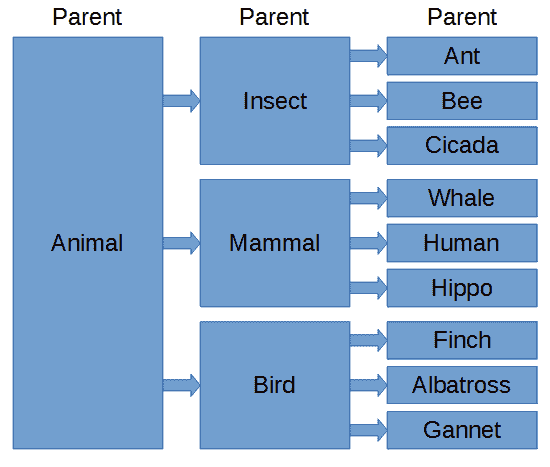 Parent Parent Parent
Animal
Insect
Ant
Bee
Cicada
Mammal
Whale
Human
Hippo
Bird
Finch
Albatross
Gannet